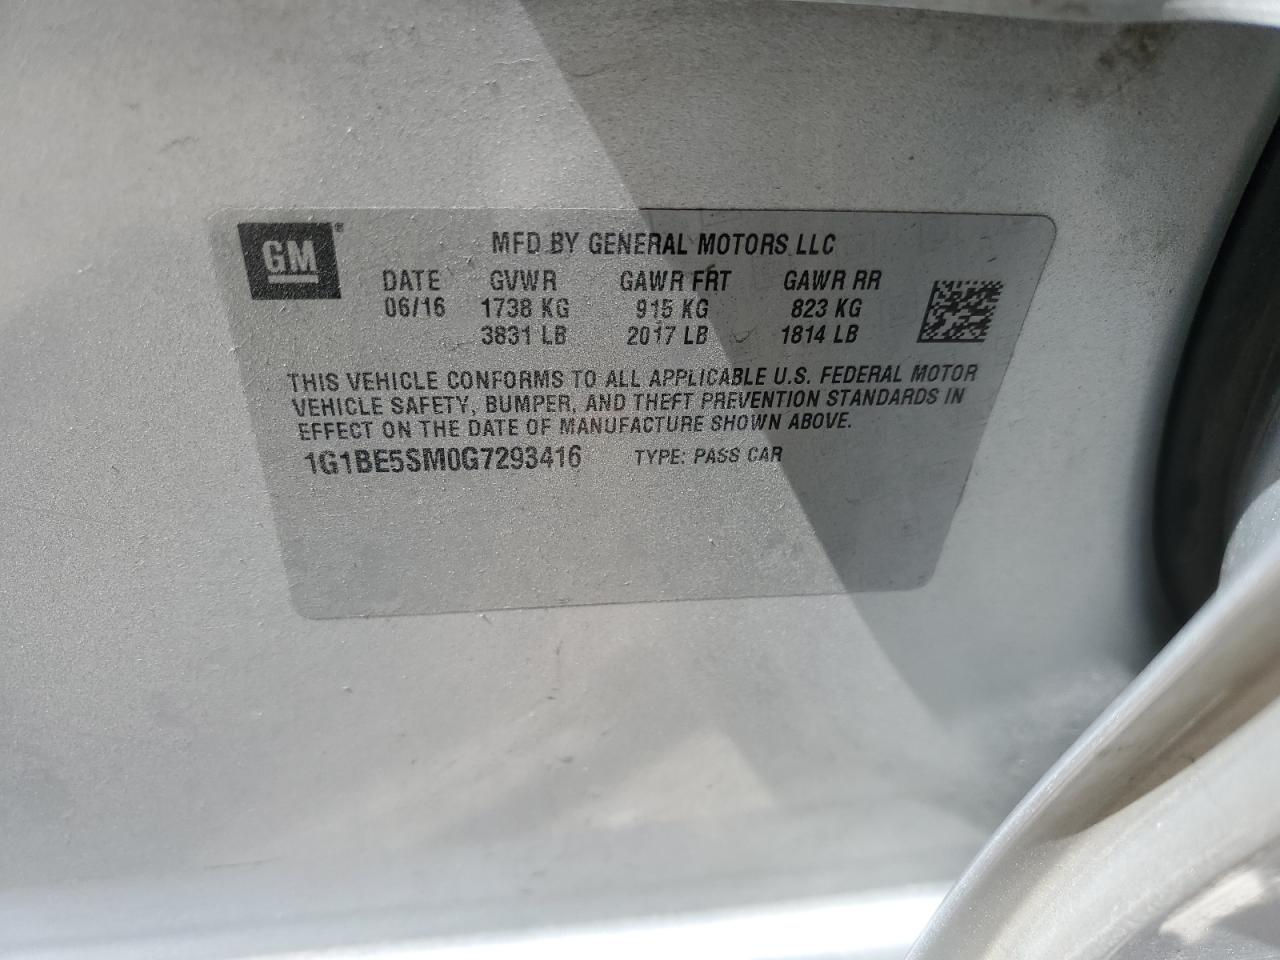 GM®
MFD BY GENERAL MOTORS LLC
DATE GVWR GAWR FRT GAWR RR
06/16 1738 KG 915 KG 823 KG
3831 LB 2017 LB 1814 LB
THIS VEHICLE CONFORMS TO ALL APPLICABLE U.S. FEDERAL MOTOR
VEHICLE SAFETY, BUMPER, AND THEFT PREVENTION STANDARDS IN
EFFECT ON THE DATE OF MANUFACTURE SHOWN ABOVE.
1G1BE5SM0G7293416 TYPE: PASS CAR